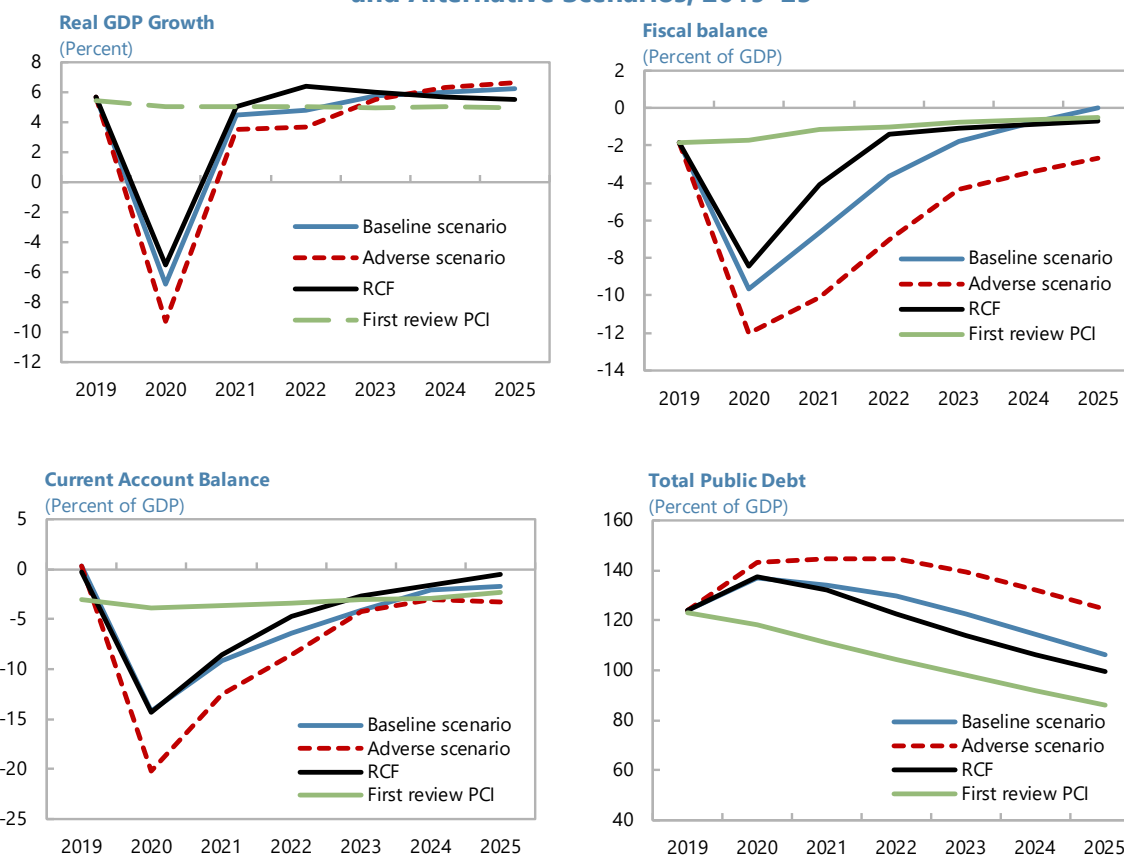 and Alternative Scenarios, 2019–25
Real GDP Growth
(Percent)
8
6
4
2
0
-2
-4
-6
-8
-10
-12
Baseline scenario
Adverse scenario
RCF
First review PCI
2019 2020 2021 2022 2023 2024 2025
Fiscal balance
(Percent of GDP)
2
0
-2
-4
-6
-8
-10
-12
-14
Baseline scenario
Adverse scenario
RCF
First review PCI
2019 2020 2021 2022 2023 2024 2025
Current Account Balance
(Percent of GDP)
5
0
-5
-10
-15
-20
-25
Baseline scenario
Adverse scenario
RCF
First review PCI
2019 2020 2021 2022 2023 2024 2025
Total Public Debt
(Percent of GDP)
160
140
120
100
80
60
40
Baseline scenario
Adverse scenario
RCF
First review PCI
2019 2020 2021 2022 2023 2024 2025